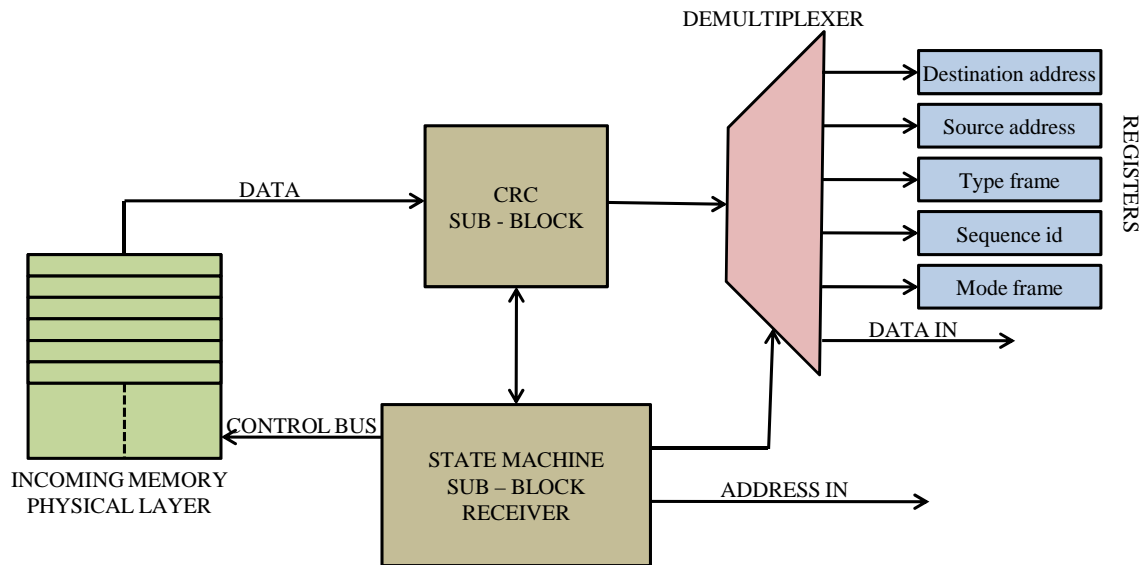 DEMULTIPLEXER
Destination address
Source address
Type frame
Sequence id
Mode frame
REGISTERS
DATA IN
DATA
CRC
SUB - BLOCK
CONTROL BUS
INCOMING MEMORY
PHYSICAL LAYER
STATE MACHINE
SUB – BLOCK
RECEIVER
ADDRESS IN